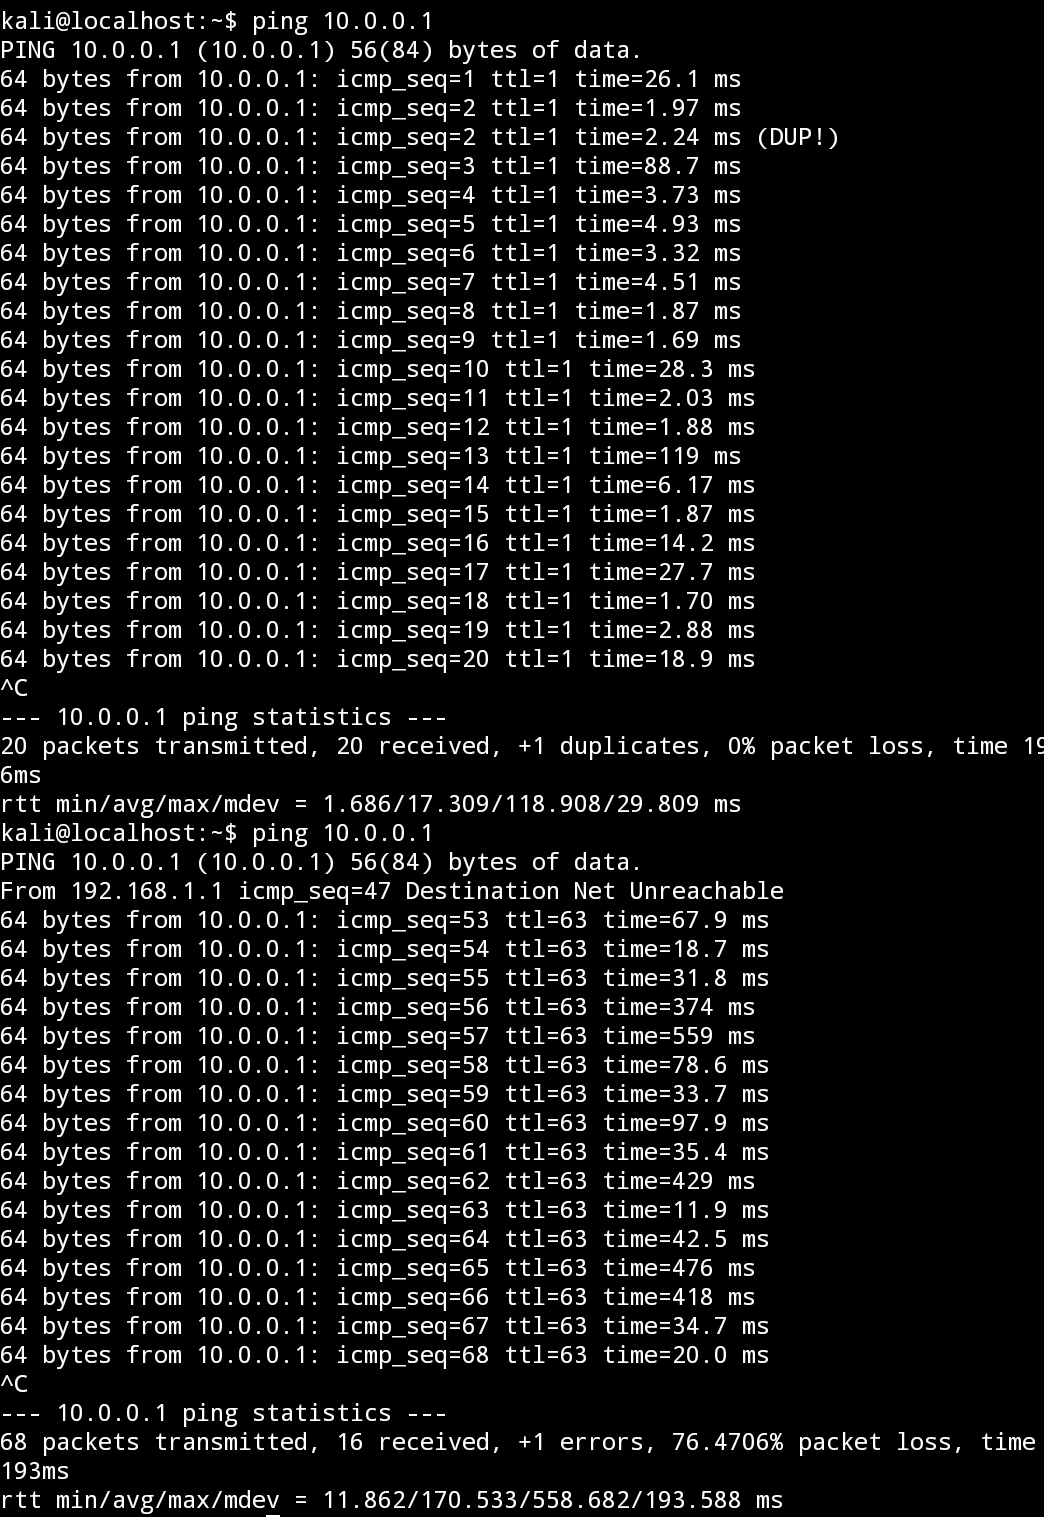 kali@localhost:~$ ping 10.0.0.1
PING 10.0.0.1 (10.0.0.1) 56(84) bytes of data.
64 bytes from 10.0.0.1: icmp_seq=1 ttl=1 time=26.1 ms
64 bytes from 10.0.0.1: icmp_seq=2 ttl=1 time=1.97 ms
64 bytes from 10.0.0.1: icmp_seq=2 ttl=1 time=2.24 ms (DUP!)
64 bytes from 10.0.0.1: icmp_seq=3 ttl=1 time=88.7 ms
64 bytes from 10.0.0.1: icmp_seq=4 ttl=1 time=3.73 ms
64 bytes from 10.0.0.1: icmp_seq=5 ttl=1 time=4.93 ms
64 bytes from 10.0.0.1: icmp_seq=6 ttl=1 time=3.32 ms
64 bytes from 10.0.0.1: icmp_seq=7 ttl=1 time=4.51 ms
64 bytes from 10.0.0.1: icmp_seq=8 ttl=1 time=1.87 ms
64 bytes from 10.0.0.1: icmp_seq=9 ttl=1 time=1.69 ms
64 bytes from 10.0.0.1: icmp_seq=10 ttl=1 time=28.3 ms
64 bytes from 10.0.0.1: icmp_seq=11 ttl=1 time=2.03 ms
64 bytes from 10.0.0.1: icmp_seq=12 ttl=1 time=1.88 ms
64 bytes from 10.0.0.1: icmp_seq=13 ttl=1 time=119 ms
64 bytes from 10.0.0.1: icmp_seq=14 ttl=1 time=6.17 ms
64 bytes from 10.0.0.1: icmp_seq=15 ttl=1 time=1.87 ms
64 bytes from 10.0.0.1: icmp_seq=16 ttl=1 time=14.2 ms
64 bytes from 10.0.0.1: icmp_seq=17 ttl=1 time=27.7 ms
64 bytes from 10.0.0.1: icmp_seq=18 ttl=1 time=1.70 ms
64 bytes from 10.0.0.1: icmp_seq=19 ttl=1 time=2.88 ms
64 bytes from 10.0.0.1: icmp_seq=20 ttl=1 time=18.9 ms
^C
--- 10.0.0.1 ping statistics ---
20 packets transmitted, 20 received, +1 duplicates, 0% packet loss, time 19
6ms
rtt min/avg/max/mdev = 1.686/17.309/118.908/29.809 ms
kali@localhost:~$ ping 10.0.0.1
PING 10.0.0.1 (10.0.0.1) 56(84) bytes of data.
From 192.168.1.1 icmp_seq=47 Destination Net Unreachable
64 bytes from 10.0.0.1: icmp_seq=53 ttl=63 time=67.9 ms
64 bytes from 10.0.0.1: icmp_seq=54 ttl=63 time=18.7 ms
64 bytes from 10.0.0.1: icmp_seq=55 ttl=63 time=31.8 ms
64 bytes from 10.0.0.1: icmp_seq=56 ttl=63 time=374 ms
64 bytes from 10.0.0.1: icmp_seq=57 ttl=63 time=559 ms
64 bytes from 10.0.0.1: icmp_seq=58 ttl=63 time=78.6 ms
64 bytes from 10.0.0.1: icmp_seq=59 ttl=63 time=33.7 ms
64 bytes from 10.0.0.1: icmp_seq=60 ttl=63 time=97.9 ms
64 bytes from 10.0.0.1: icmp_seq=61 ttl=63 time=35.4 ms
64 bytes from 10.0.0.1: icmp_seq=62 ttl=63 time=429 ms
64 bytes from 10.0.0.1: icmp_seq=63 ttl=63 time=11.9 ms
64 bytes from 10.0.0.1: icmp_seq=64 ttl=63 time=42.5 ms
64 bytes from 10.0.0.1: icmp_seq=65 ttl=63 time=476 ms
64 bytes from 10.0.0.1: icmp_seq=66 ttl=63 time=418 ms
64 bytes from 10.0.0.1: icmp_seq=67 ttl=63 time=34.7 ms
64 bytes from 10.0.0.1: icmp_seq=68 ttl=63 time=20.0 ms
^C
--- 10.0.0.1 ping statistics ---
68 packets transmitted, 16 received, +1 errors, 76.4706% packet loss, time
193ms
rtt min/avg/max/mdev = 11.862/170.533/558.682/193.588 ms